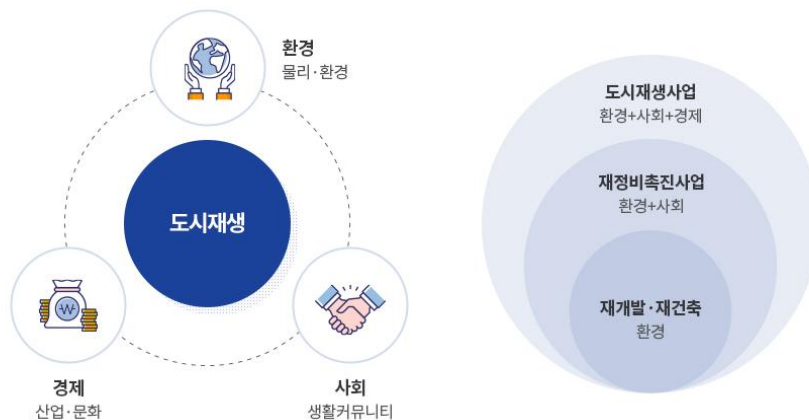 환경
물리·환경
도시재생
경제
산업·문화
사회
생활커뮤니티
도시재생사업
환경+사회+경제
재정비촉진사업
환경+사회
재개발·재건축
환경